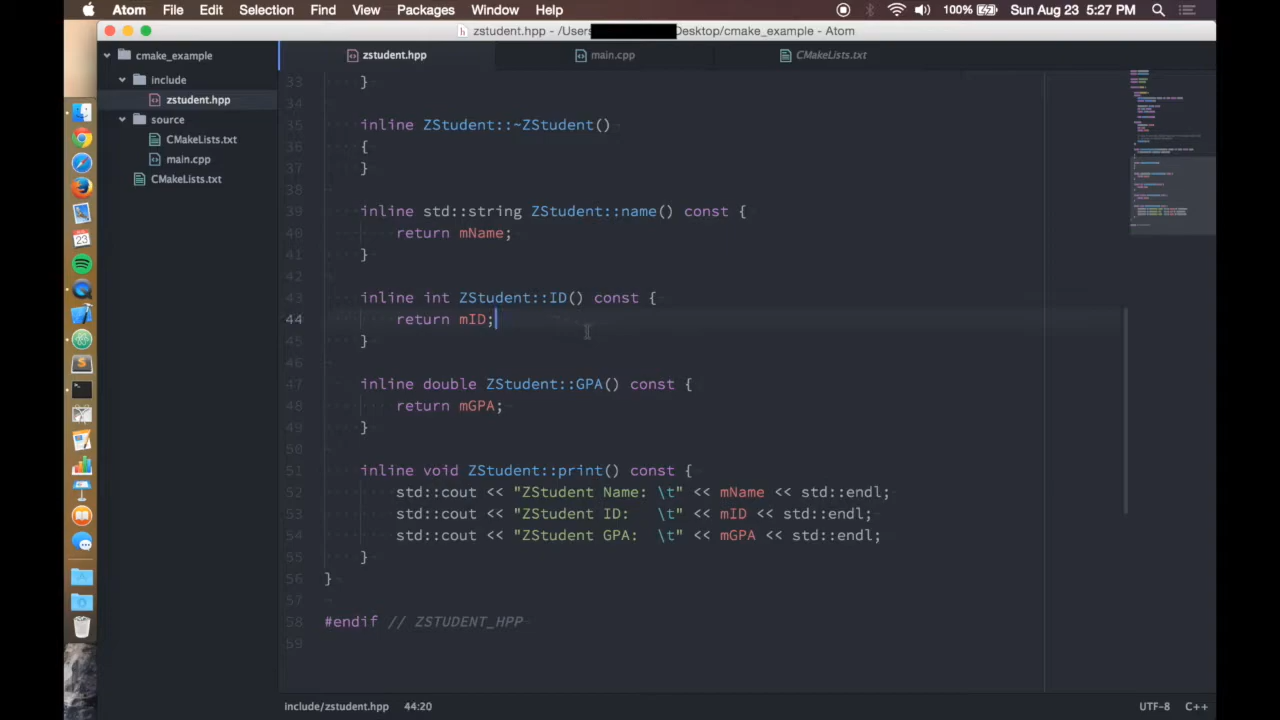 Atom File Edit Selection Find View Packages Window Help 100% Sun Aug 23 5:27 PM
zstudent.hpp - /Users Desktop/cmake_example - Atom
cmake_example
include
zstudent.hpp
source
CMakeLists.txt
main.cpp
CMakeLists.txt
zstudent.hpp main.cpp CMakeLists.txt
33 }
34
35 inline ZStudent::~ZStudent()
36 {
37 }
38
39 inline std::string ZStudent::name() const {
40 return mName;
41 }
42
43 inline int ZStudent::ID() const {
44 return mID;
45 }
46
47 inline double ZStudent::GPA() const {
48 return mGPA;
49 }
50
51 inline void ZStudent::print() const {
52 std::cout << "ZStudent Name: \t" << mName << std::endl;
53 std::cout << "ZStudent ID:   \t" << mID << std::endl;
54 std::cout << "ZStudent GPA:  \t" << mGPA << std::endl;
55 }
56 }
57
58 #endif // ZSTUDENT_HPP
59
include/zstudent.hpp 44:20 UTF-8 C++